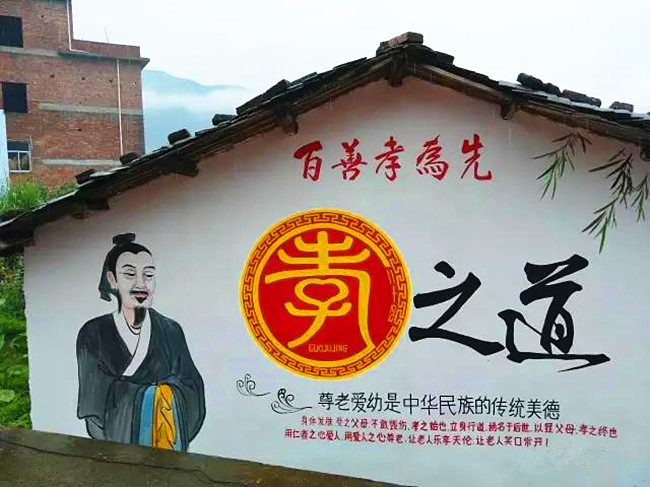 百善孝為先
孝之道
GUOXUEJING
尊老爱幼是中华民族的传统美德
身体发肤受之父母,不敢毁伤,孝之始也,立身行道,扬名于后世,以显父母,孝之终也
用仁者之心爱人,用爱人之心尊老,让老人乐享天伦,让老人笑口常开!